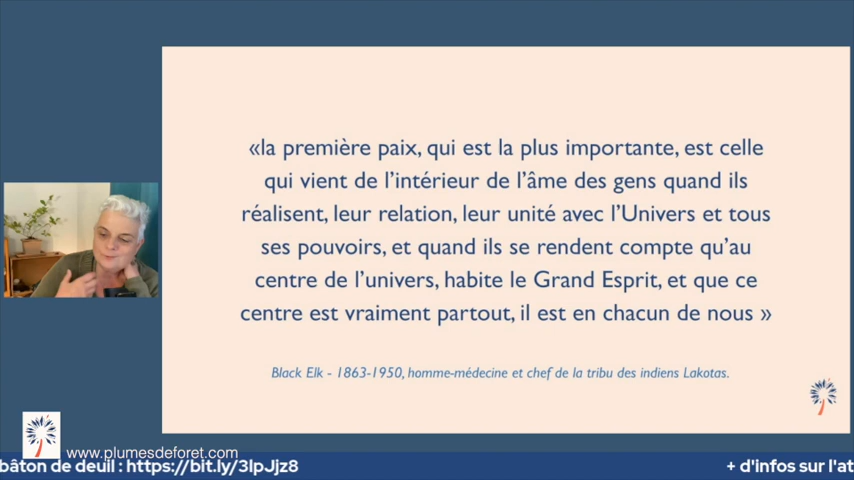 «la première paix, qui est la plus importante, est celle
qui vient de l'intérieur de l'âme des gens quand ils
réalisent, leur relation, leur unité avec l'Univers et tous
ses pouvoirs, et quand ils se rendent compte qu'au
centre de l'univers, habite le Grand Esprit, et que ce
centre est vraiment partout, il est en chacun de nous »
Black Elk - 1863-1950, homme-médecine et chef de la tribu des indiens Lakotas.
www.plumesdeforet.com
bâton de deuil : https://bit.ly/3lpJjz8
+ d'infos sur l'at